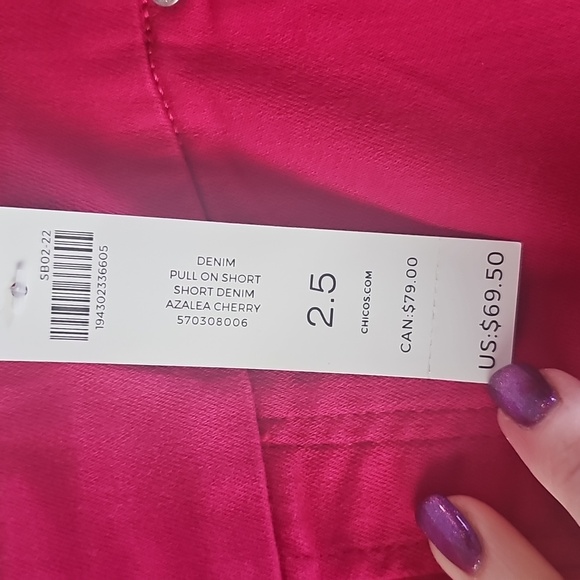 SB02-22
194302336605
DENIM
PULL ON SHORT
SHORT DENIM
AZALEA CHERRY
570308006
2.5
CHICOS.COM
CAN:$79.00
US:$69.50